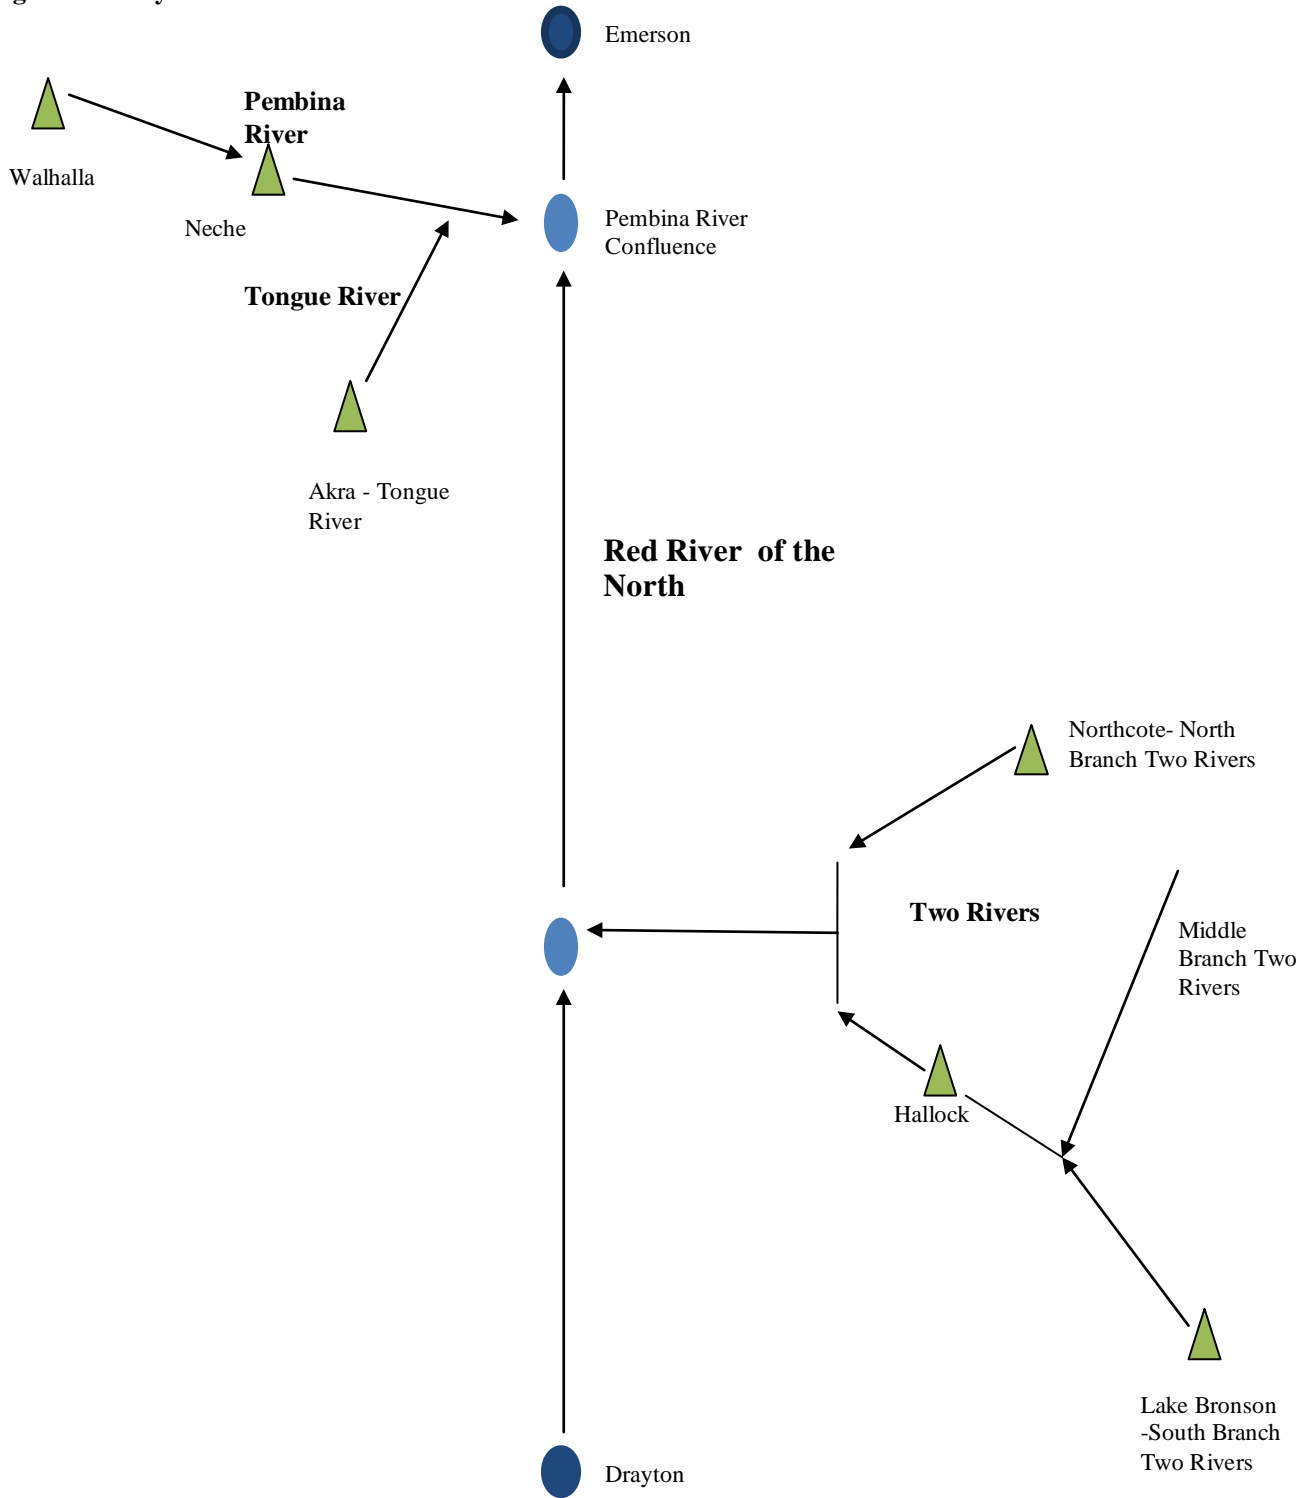 Emerson
Pembina
River
Walhalla
Neche
Pembina River
Confluence
Tongue River
Akra - Tongue
River
Red River  of the
North
Northcote- North
Branch Two Rivers
Two Rivers
Middle
Branch Two
Rivers
Hallock
Lake Bronson
-South Branch
Two Rivers
Drayton